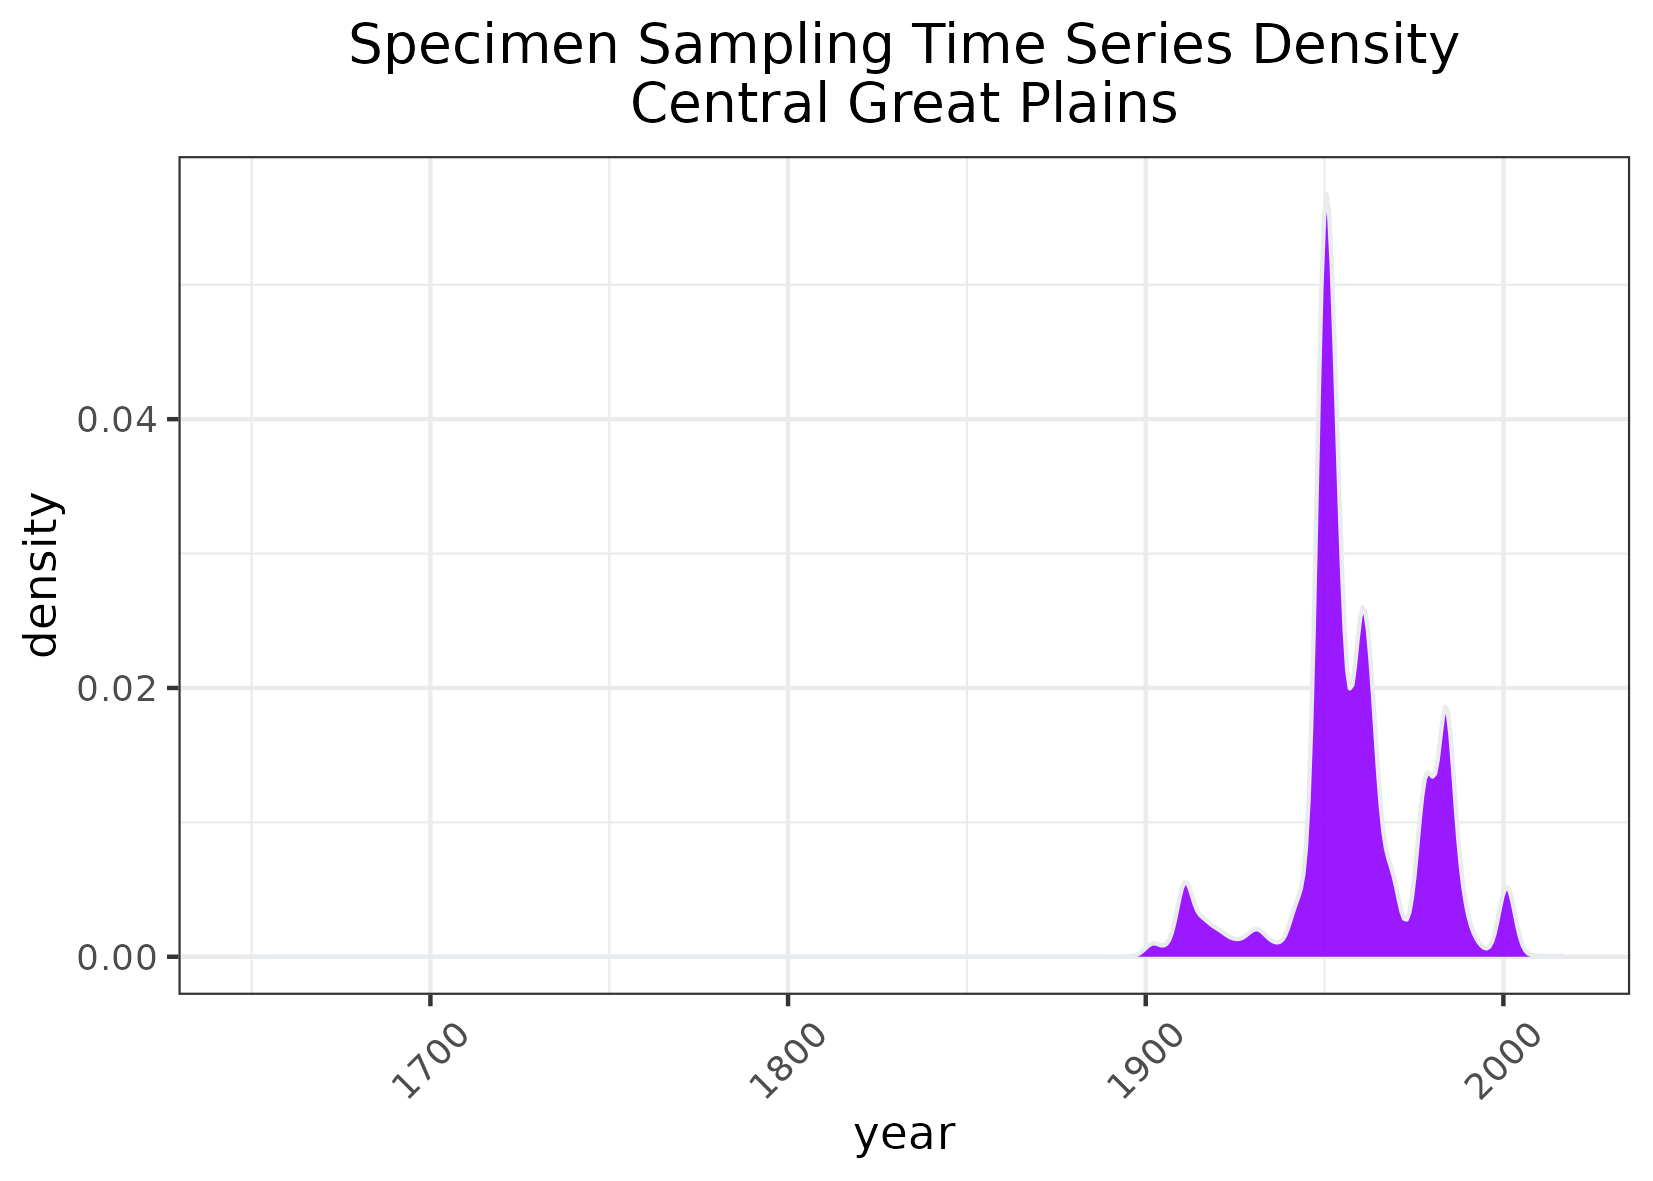 Specimen Sampling Time Series Density
Central Great Plains
density
0.04
0.02
0.00
1700
1800
1900
2000
year